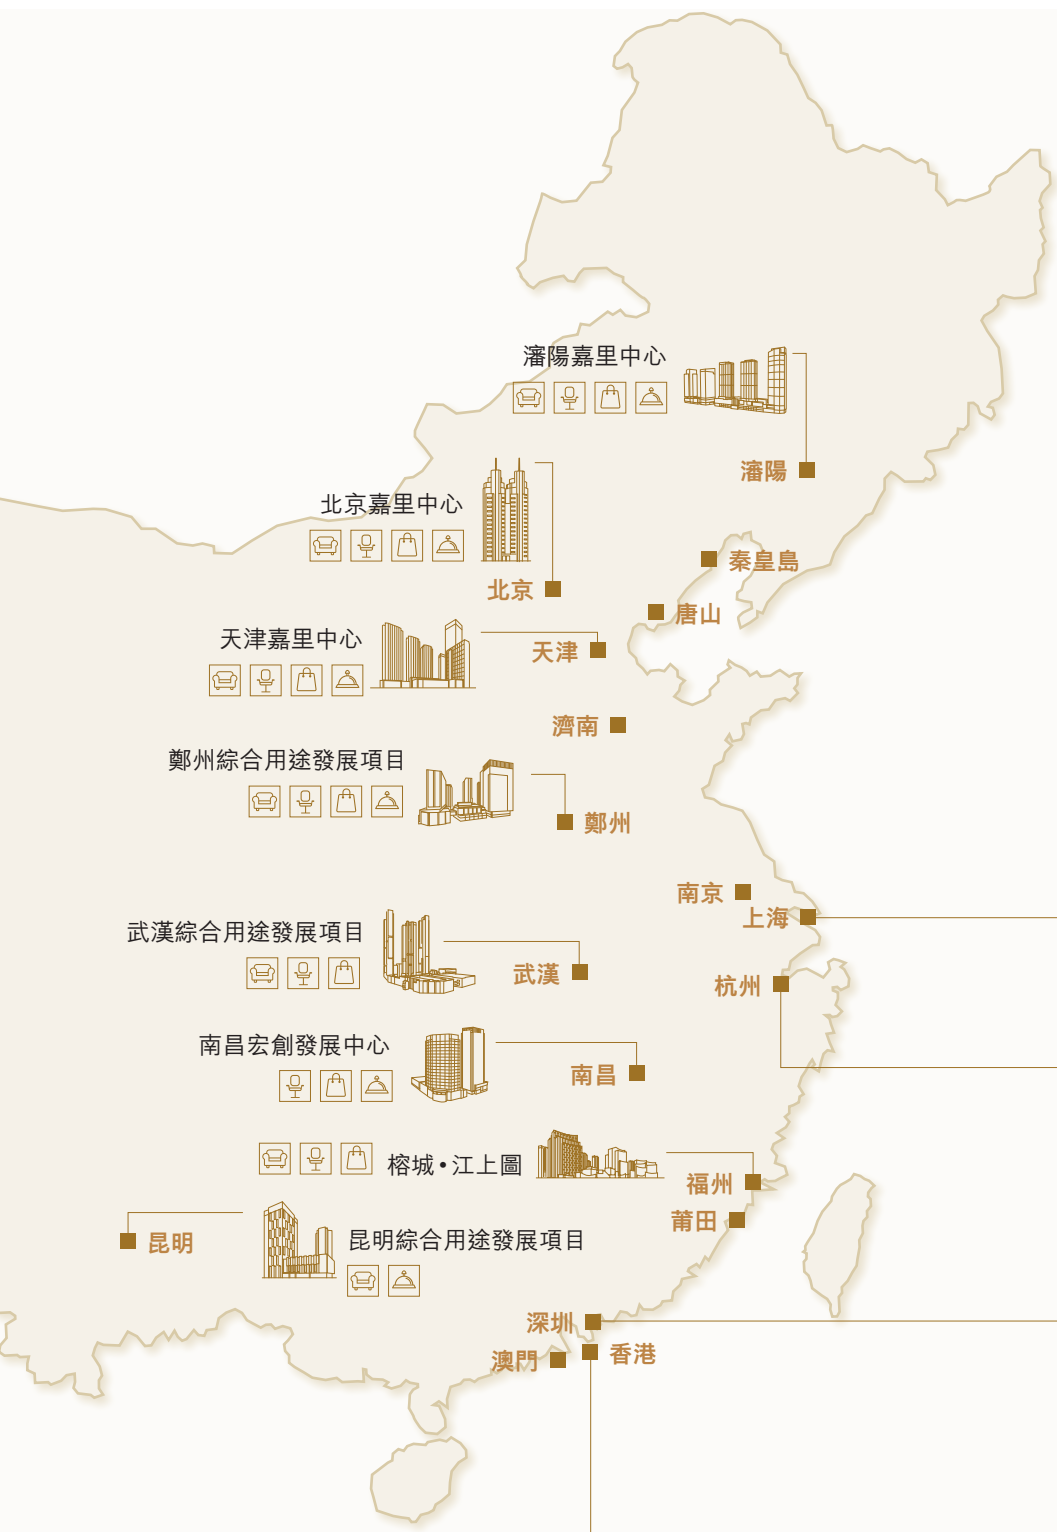 瀋陽嘉里中心
瀋陽
北京嘉里中心
北京
秦皇島
唐山
天津嘉里中心
天津
濟南
鄭州綜合用途發展項目
鄭州
南京
上海
武漢綜合用途發展項目
武漢
杭州
南昌宏創發展中心
南昌
榕城•江上圖
福州
莆田
昆明
昆明綜合用途發展項目
深圳
香港
澳門